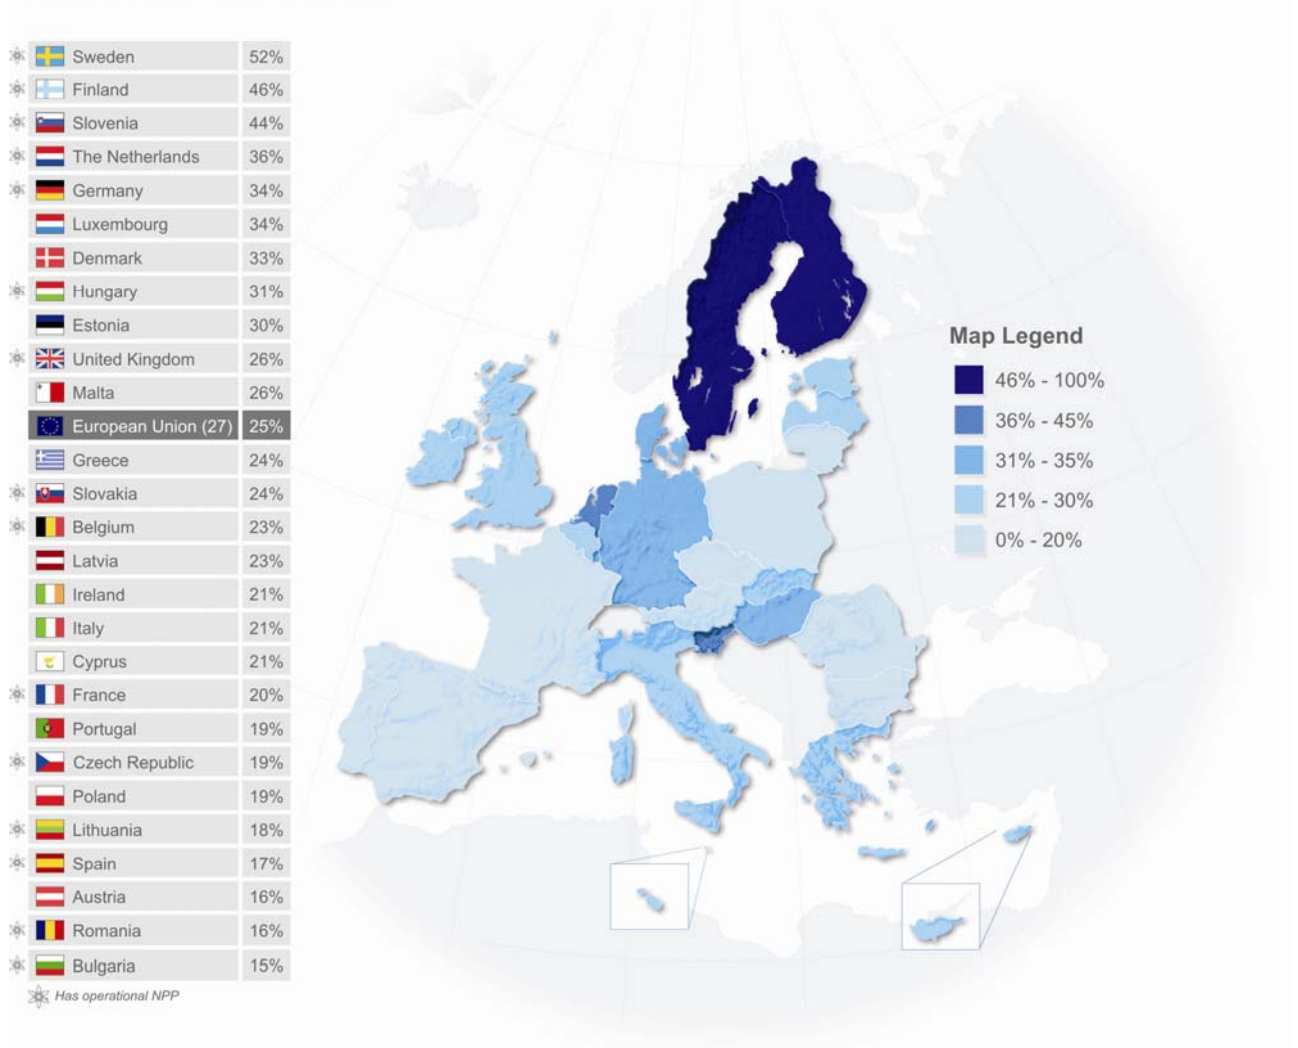 Sweden 52%
Finland 46%
Slovenia 44%
The Netherlands 36%
Germany 34%
Luxembourg 34%
Denmark 33%
Hungary 31%
Estonia 30%
United Kingdom 26%
Malta 26%
European Union (27) 25%
Greece 24%
Slovakia 24%
Belgium 23%
Latvia 23%
Ireland 21%
Italy 21%
Cyprus 21%
France 20%
Portugal 19%
Czech Republic 19%
Poland 19%
Lithuania 18%
Spain 17%
Austria 16%
Romania 16%
Bulgaria 15%
Has operational NPP
Map Legend
46% - 100%
36% - 45%
31% - 35%
21% - 30%
0% - 20%